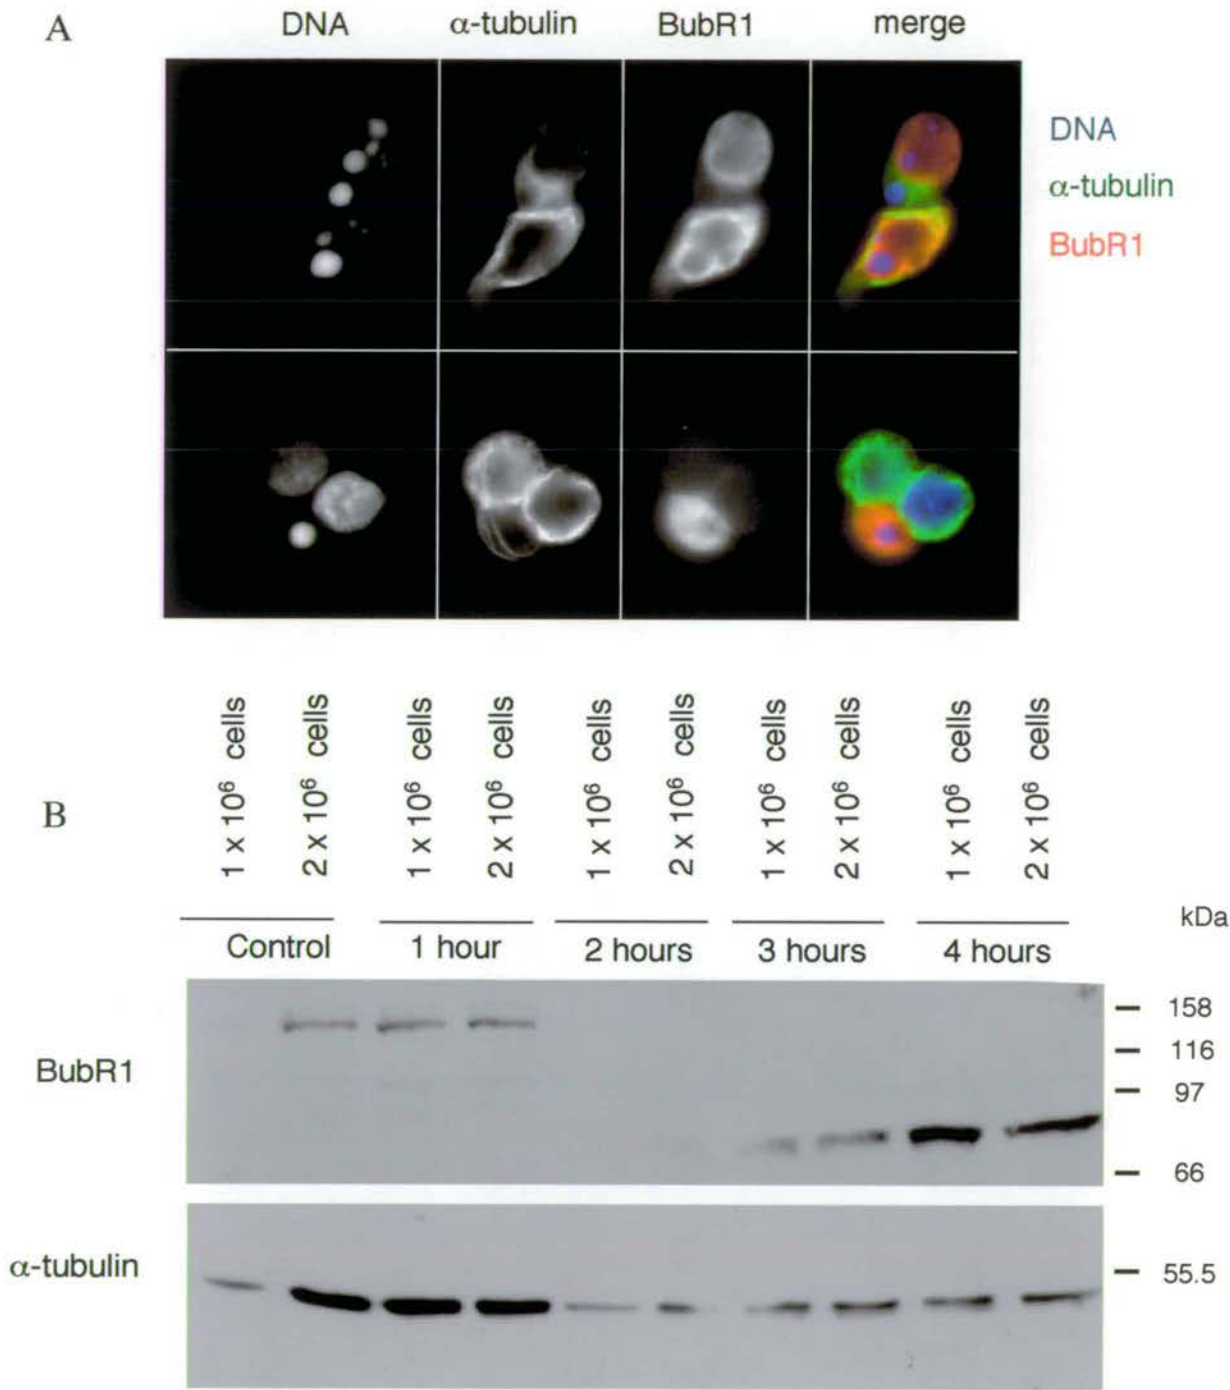 A
DNA α-tubulin BubR1 merge
DNA
α-tubulin
BubR1
B
1 x 10⁶ cells
2 x 10⁶ cells
1 x 10⁶ cells
2 x 10⁶ cells
1 x 10⁶ cells
2 x 10⁶ cells
1 x 10⁶ cells
2 x 10⁶ cells
1 x 10⁶ cells
2 x 10⁶ cells
Control 1 hour 2 hours 3 hours 4 hours
kDa
BubR1
158
116
97
66
α-tubulin
55.5